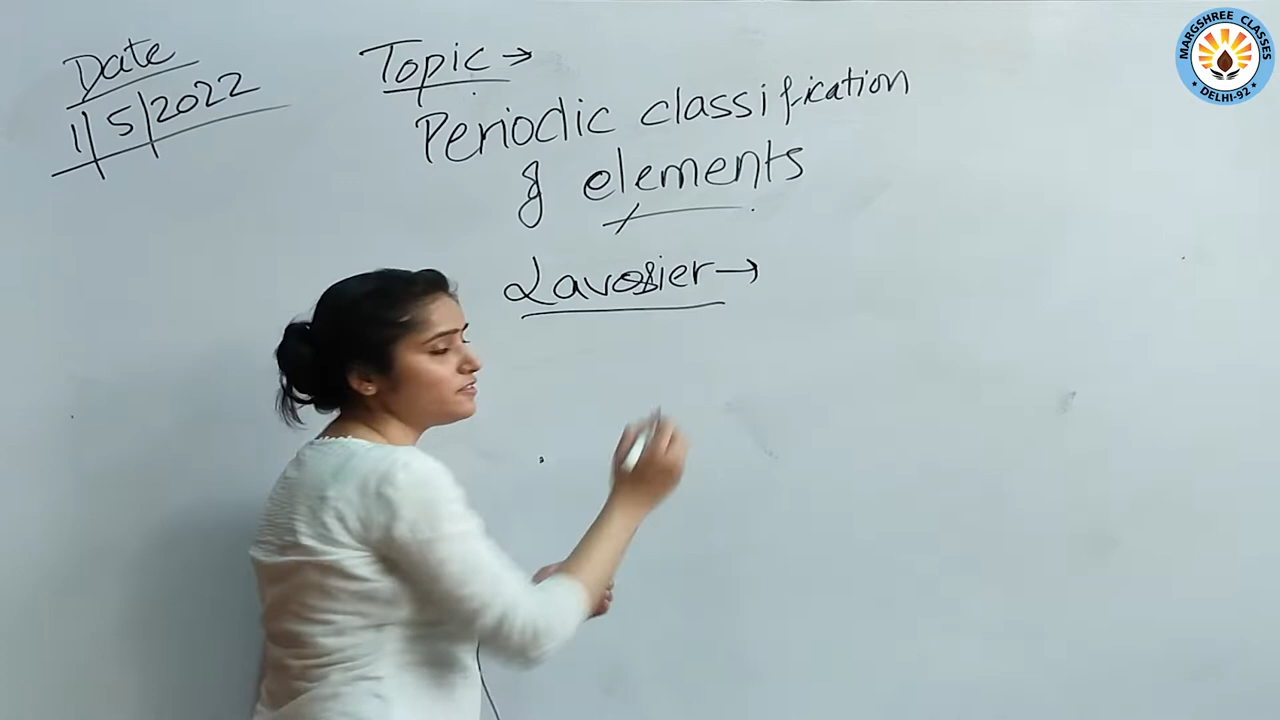 Date
1/5/2022
Topic →
Periodic classification
of elements
Lavosier →
MARGSHREE CLASSES
* DELHI-92 *